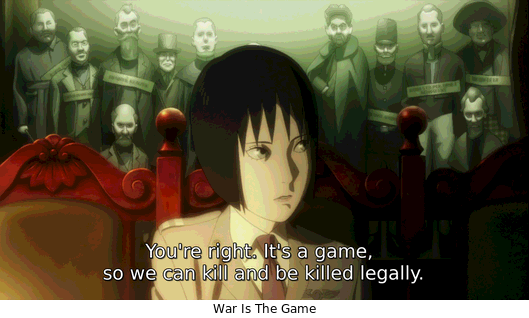 You're right. It's a game,
so we can kill and be killed legally.
War Is The Game